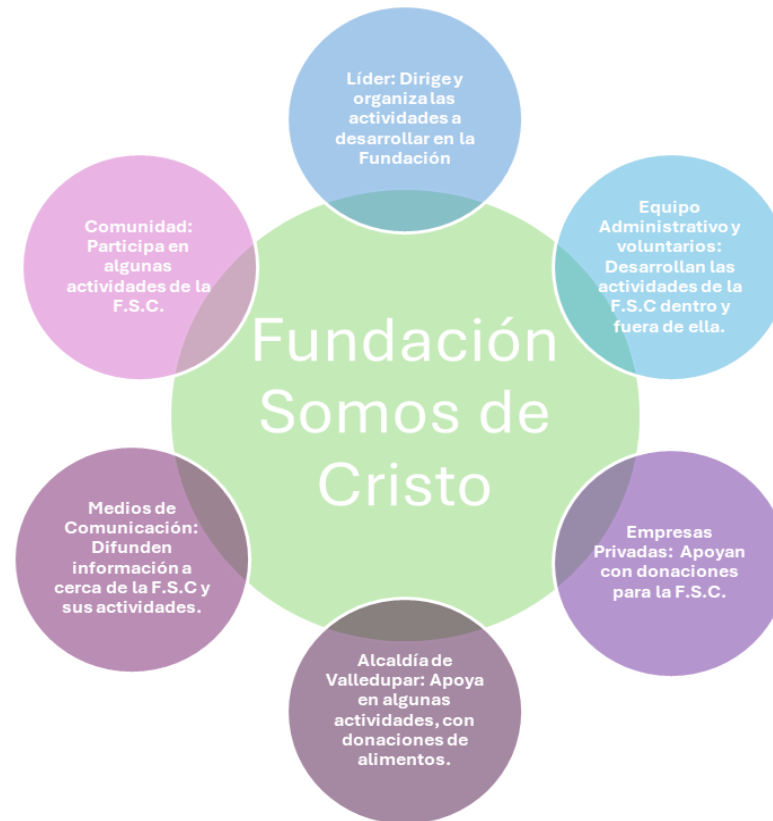 Líder: Dirige y
organiza las
actividades a
desarrollar en la
Fundación
Equipo
Administrativo y
voluntarios:
Desarrollan las
actividades de la
F.S.C dentro y
fuera de ella.
Empresas
Privadas: Apoyan
con donaciones
para la F.S.C.
Alcaldía de
Valledupar: Apoya
en algunas
actividades, con
donaciones de
alimentos.
Medios de
Comunicación:
Difunden
información a
cerca de la F.S.C y
sus actividades.
Comunidad:
Participa en
algunas
actividades de la
F.S.C.
Fundación
Somos de
Cristo